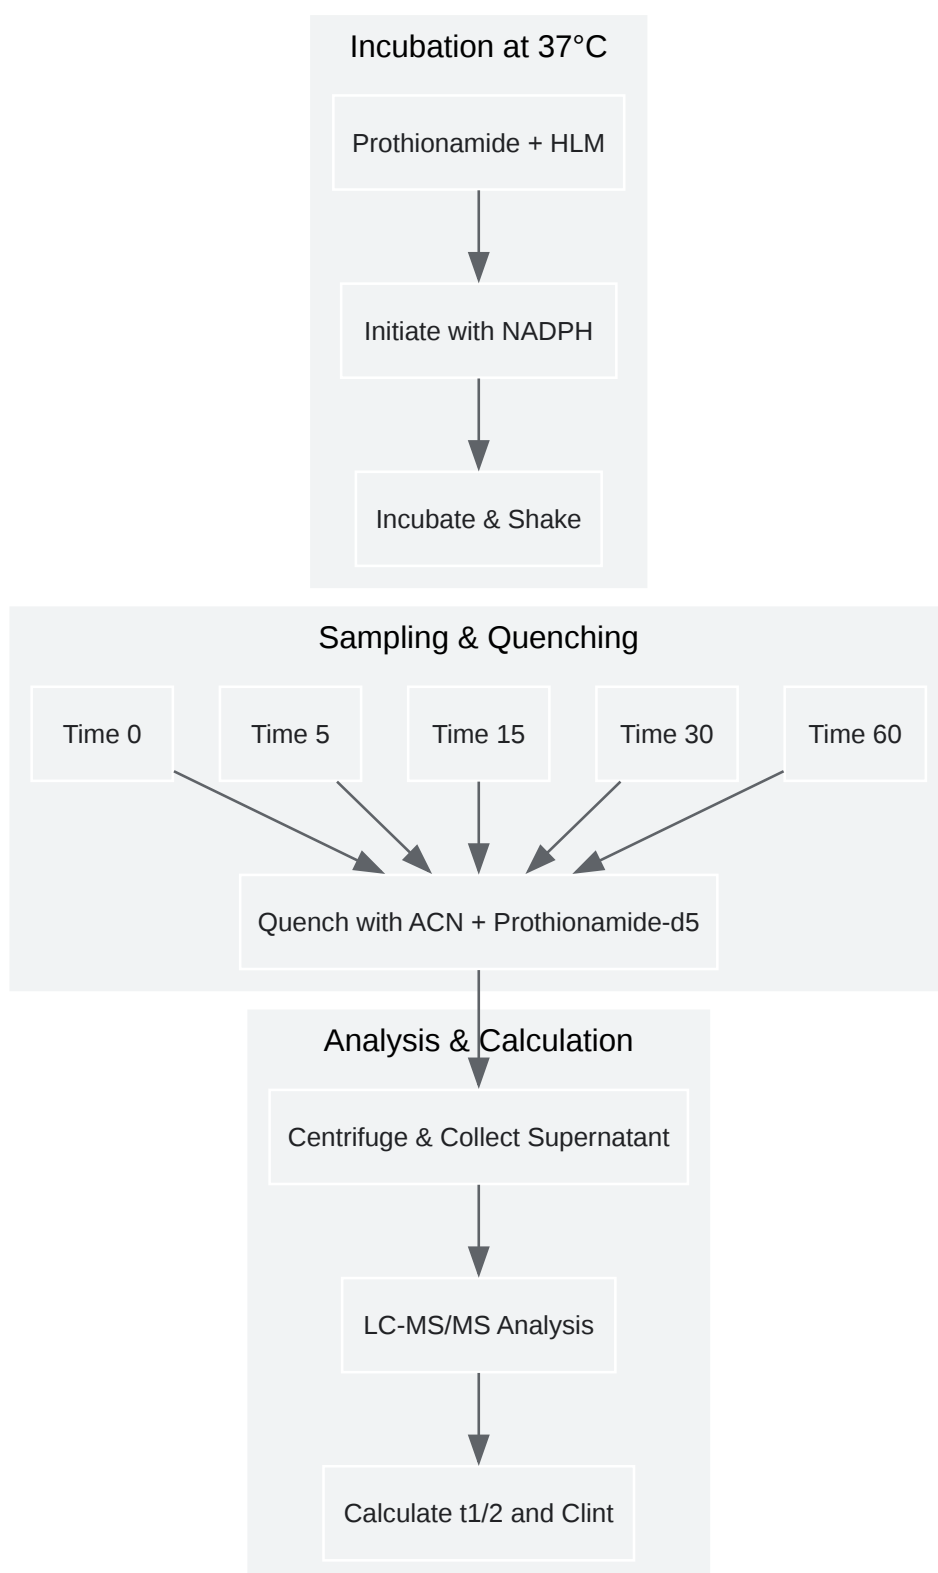 Incubation at 37°C
Prothionamide + HLM
Initiate with NADPH
Incubate & Shake
Sampling & Quenching
Time 0
Time 5
Time 15
Time 30
Time 60
Quench with ACN + Prothionamide-d5
Analysis & Calculation
Centrifuge & Collect Supernatant
LC-MS/MS Analysis
Calculate t1/2 and Clint